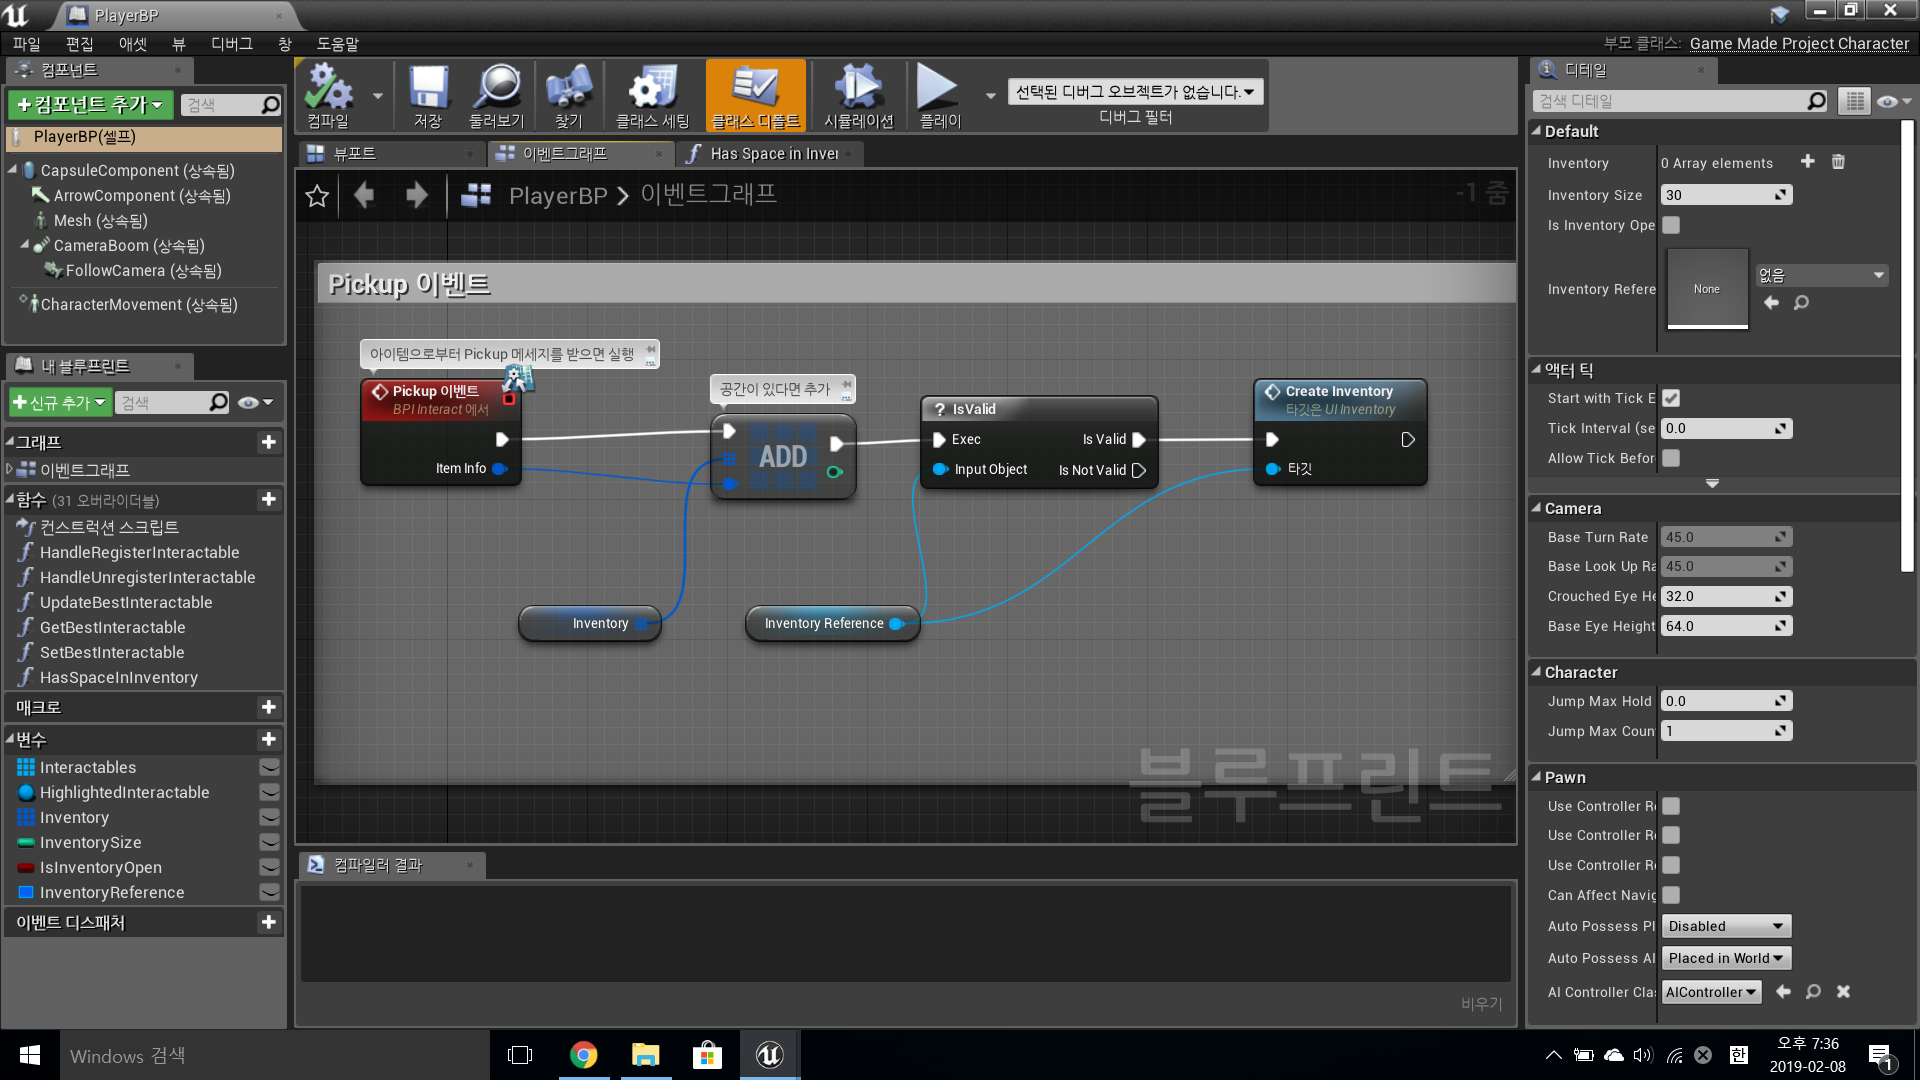 PlayerBP
파일 편집 애셋 뷰 디버그 창 도움말
부모 클래스: Game Made Project Character
컴포넌트
+컴포넌트 추가
검색
PlayerBP(셀프)
CapsuleComponent (상속됨)
ArrowComponent (상속됨)
Mesh (상속됨)
CameraBoom (상속됨)
FollowCamera (상속됨)
CharacterMovement (상속됨)
내 블루프린트
+신규 추가
검색
그래프
이벤트그래프
함수 (31 오버라이더블)
컨스트럭션 스크립트
HandleRegisterInteractable
HandleUnregisterInteractable
UpdateBestInteractable
GetBestInteractable
SetBestInteractable
HasSpaceInInventory
매크로
변수
Interactables
HighlightedInteractable
Inventory
InventorySize
IsInventoryOpen
InventoryReference
이벤트 디스패처
컴파일
저장
둘러보기
찾기
클래스 세팅
클래스 디폴트
시뮬레이션
플레이
선택된 디버그 오브젝트가 없습니다.
디버그 필터
뷰포트
이벤트그래프
Has Space in Inver
PlayerBP > 이벤트그래프
-1 줌
Pickup 이벤트
아이템으로부터 Pickup 메세지를 받으면 실행
Pickup 이벤트
BPI Interact 에서
Item Info
공간이 있다면 추가
ADD
? IsValid
Exec
Is Valid
Input Object
Is Not Valid
Create Inventory
타깃은 UI Inventory
타깃
Inventory
Inventory Reference
블루프린트
컴파일러 결과
비우기
디테일
검색 디테일
Default
Inventory
0 Array elements
Inventory Size
30
Is Inventory Ope
Inventory Refere
None
없음
액터 틱
Start with Tick E
Tick Interval (se
0.0
Allow Tick Befor
Camera
Base Turn Rate
45.0
Base Look Up Ra
45.0
Crouched Eye He
32.0
Base Eye Height
64.0
Character
Jump Max Hold
0.0
Jump Max Coun
1
Pawn
Use Controller Ro
Use Controller Ro
Use Controller Ro
Can Affect Navig
Auto Possess Pl
Disabled
Auto Possess AI
Placed in World
AI Controller Clas
AIController
Windows 검색
한
오후 7:36
2019-02-08
1